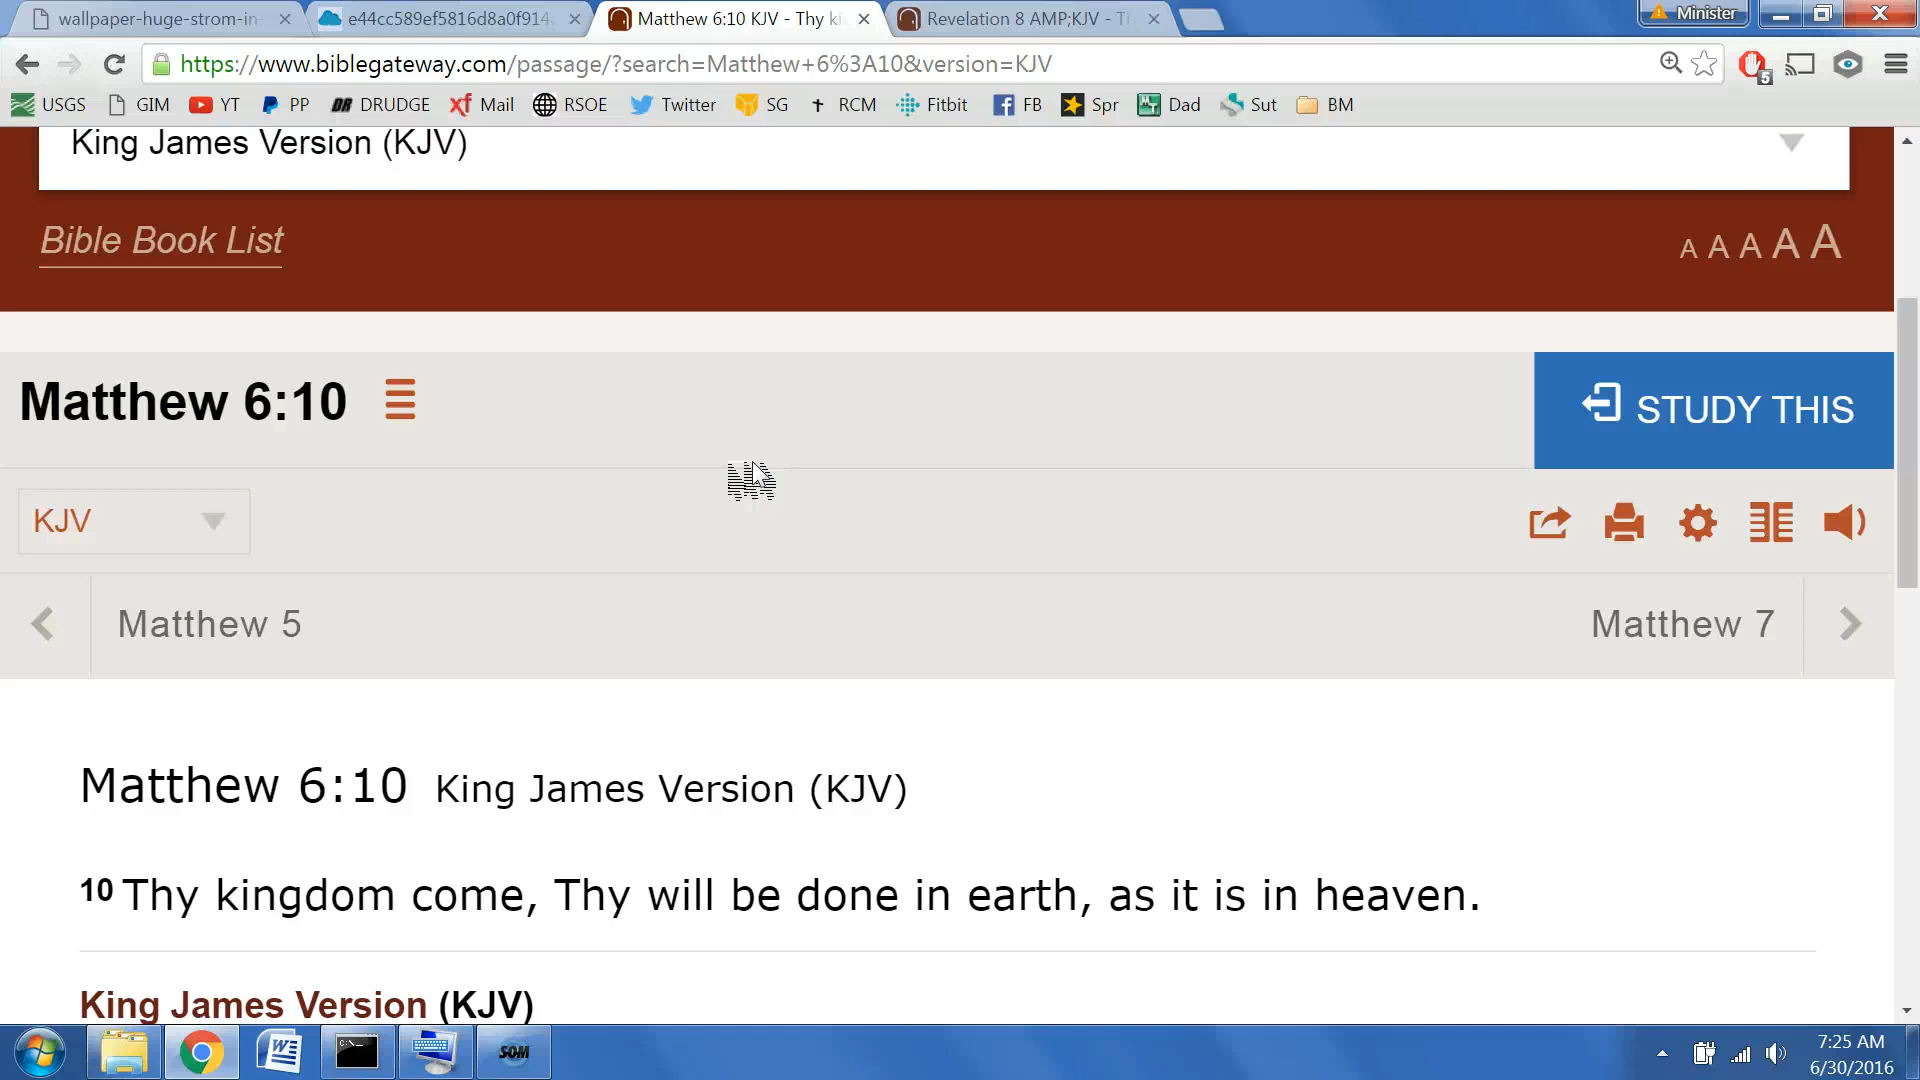 wallpaper-huge-strom-in-
e44cc589ef5816d8a0f914
Matthew 6:10 KJV - Thy ki
Revelation 8 AMP;KJV - Th
Minister
https://www.biblegateway.com/passage/?search=Matthew+6%3A10&version=KJV
5
USGS GIM YT PP DRUDGE Mail RSOE Twitter SG RCM Fitbit FB Spr Dad Sut BM
King James Version (KJV)
Bible Book List
A A A A A
Matthew 6:10
STUDY THIS
KJV
Matthew 5
Matthew 7
Matthew 6:10 King James Version (KJV)
10 Thy kingdom come, Thy will be done in earth, as it is in heaven.
King James Version (KJV)
SOM
7:25 AM
6/30/2016